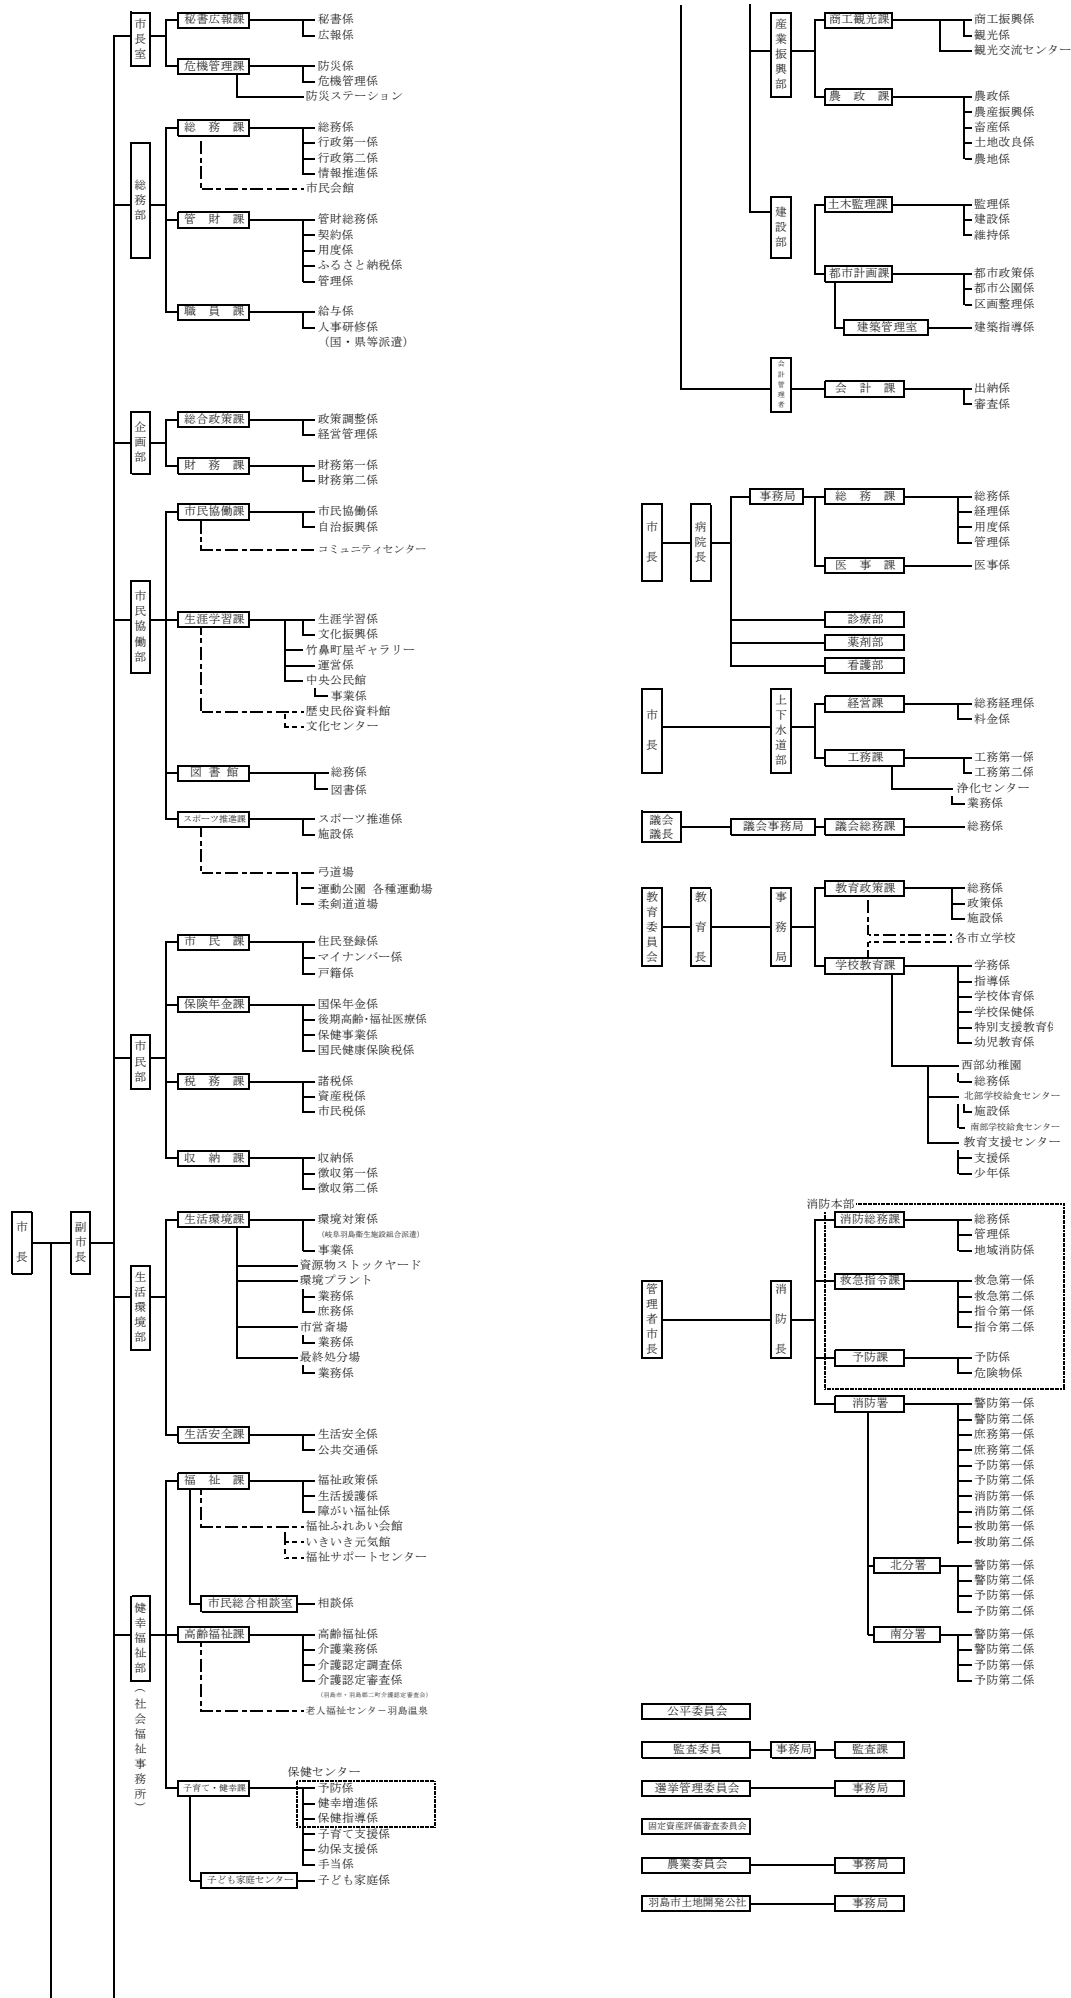 市長
副市長
市長室
秘書広報課
秘書係
広報係
危機管理課
防災係
危機管理係
防災ステーション
総務部
総務課
総務係
行政第一係
行政第二係
情報推進係
市民会館
管財課
管財総務係
契約係
用度係
ふるさと納税係
管理係
職員課
給与係
人事研修係
（国・県等派遣）
企画部
総合政策課
政策調整係
経営管理係
財務課
財務第一係
財務第二係
市民協働部
市民協働課
市民協働係
自治振興係
コミュニティセンター
生涯学習課
生涯学習係
文化振興係
竹鼻町屋ギャラリー
運営係
中央公民館
事業係
歴史民俗資料館
文化センター
図書館
総務係
図書係
スポーツ推進課
スポーツ推進係
施設係
弓道場
運動公園 各種運動場
柔剣道道場
市民部
市民課
住民登録係
マイナンバー係
戸籍係
保険年金課
国保年金係
後期高齢･福祉医療係
保健事業係
国民健康保険税係
税務課
諸税係
資産税係
市民税係
収納課
収納係
徴収第一係
徴収第二係
生活環境部
生活環境課
環境対策係
（岐阜羽島衛生施設組合派遣）
事業係
資源物ストックヤード
環境プラント
業務係
庶務係
市営斎場
業務係
最終処分場
業務係
生活安全課
生活安全係
公共交通係
健幸福祉部（社会福祉事務所）
福祉課
福祉政策係
生活援護係
障がい福祉係
福祉ふれあい会館
いきいき元気館
福祉サポートセンター
市民総合相談室
相談係
高齢福祉課
高齢福祉係
介護業務係
介護認定調査係
介護認定審査係
（羽島市・羽島郡二町介護認定審査会）
老人福祉センター羽島温泉
保健センター
子育て・健幸課
予防係
健幸増進係
保健指導係
子育て支援係
幼保支援係
手当係
子ども家庭センター
子ども家庭係
産業振興部
商工観光課
商工振興係
観光係
観光交流センター
農政課
農政係
農産振興係
畜産係
土地改良係
農地係
建設部
土木監理課
監理係
建設係
維持係
都市計画課
都市政策係
都市公園係
区画整理係
建築管理室
建築指導係
会計管理者
会計課
出納係
審査係
市長
病院長
事務局
総務課
総務係
経理係
用度係
管理係
医事課
医事係
診療部
薬剤部
看護部
市長
上下水道部
経営課
総務経理係
料金係
工務課
工務第一係
工務第二係
浄化センター
業務係
議会
議長
議会事務局
議会総務課
総務係
教育委員会
教育長
事務局
教育政策課
総務係
政策係
施設係
各市立学校
学校教育課
学務係
指導係
学校体育係
学校保健係
特別支援教育
幼児教育係
西部幼稚園
総務係
北部学校給食センター
施設係
南部学校給食センター
教育支援センター
支援係
少年係
消防本部
管理者市長
消防長
消防総務課
総務係
管理係
地域消防係
救急指令課
救急第一係
救急第二係
指令第一係
指令第二係
予防課
予防係
危険物係
消防署
警防第一係
警防第二係
庶務第一係
庶務第二係
予防第一係
予防第二係
消防第一係
消防第二係
救助第一係
救助第二係
北分署
警防第一係
警防第二係
予防第一係
予防第二係
南分署
警防第一係
警防第二係
予防第一係
予防第二係
公平委員会
監査委員
事務局
監査課
選挙管理委員会
事務局
固定資産評価審査委員会
農業委員会
事務局
羽島市土地開発公社
事務局